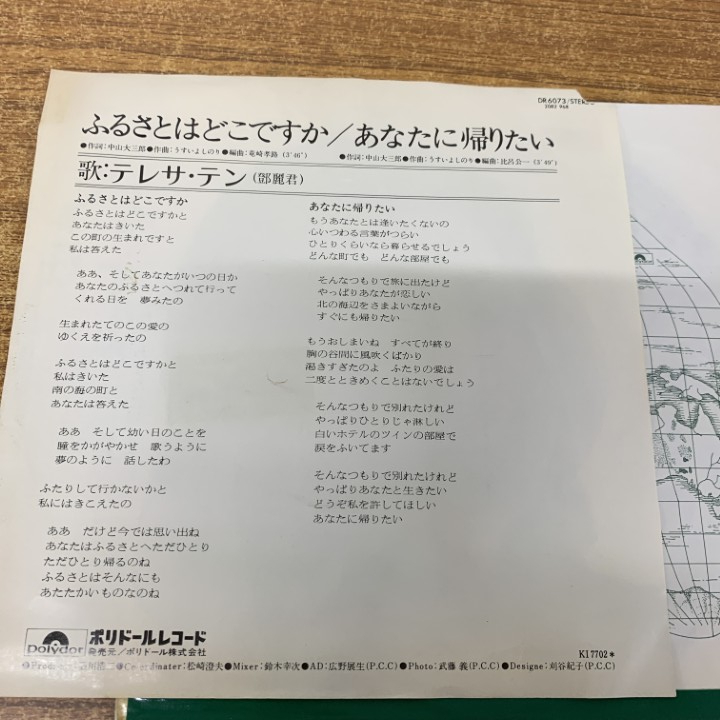 DR6073/STEREO
2083 968
ふるさとはどこですか/あなたに帰りたい
●作詞:中山大三郎●作曲:うすいよしのり●編曲:竜崎孝路(3'46")
●作詞:中山大三郎●作曲:うすいよしのり●編曲:比呂公一(3'49")
歌:テレサ・テン(鄧麗君)
ふるさとはどこですか
ふるさとはどこですかと
あなたはきいた
この町の生まれですと
私は答えた
ああ、そしてあなたがいつの日か
あなたのふるさとへつれて行って
くれる日を 夢みたの
生まれたてのこの愛の
ゆくえを祈ったの
ふるさとはどこですかと
私はきいた
南の海の町と
あなたは答えた
ああ そして幼い日のことを
瞳をかがやかせ 歌うように
夢のように 話したわ
ふたりして行かないかと
私にはきこえたの
ああ だけど今では思い出ね
あなたはふるさとへただひとり
ただひとり帰るのね
ふるさとはそんなにも
あたたかいものなのね
あなたに帰りたい
もうあなたとは逢いたくないの
心いつわる言葉がつらい
ひとりくらいなら暮らせるでしょう
どんな町でも どんな部屋でも
そんなつもりで旅に出たけど
やっぱりあなたが恋しい
北の海辺をさまよいながら
すぐにも帰りたい
もうおしまいね すべてが終り
胸の谷間に風吹くばかり
渇きすぎたのよ ふたりの愛は
二度とときめくことはないでしょう
そんなつもりで別れたけれど
やっぱりひとりじゃ淋しい
白いホテルのツインの部屋で
涙をふいてます
そんなつもりで別れたけれど
やっぱりあなたと生きたい
どうぞ私を許してほしい
あなたに帰りたい
Polydor
ポリドールレコード
発売元/ポリドール株式会社
K17702*
●Co-ordinater:松崎澄夫●Mixer:鈴木幸次●AD:広野展生(P.C.C)●Photo:武藤 義(P.C.C)●Designe:刈谷紀子(P.C.C)